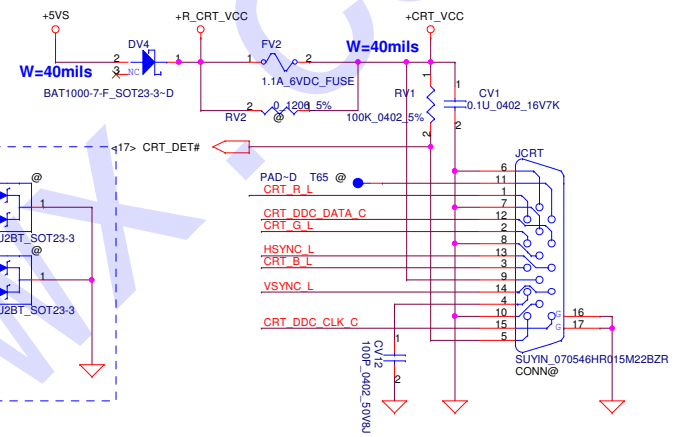 +5VS
+R_CRT_VCC
+CRT_VCC
DV4
FV2
W=40mils
2
1
1
2
1
W=40mils
3
NC
1.1A_6VDC_FUSE
BAT1000-7-F_SOT23-3~D
RV2
2
0_1206_5%
1
@
RV1
1
CV1
0.1U_0402_16V7K
100K_0402_5%
2
2
<17> CRT_DET#
JCRT
@
PAD~D T65 @
6
11
1
CRT_R_L
1
7
CRT_DDC_DATA_C
12
CRT_G_L
2
J2BT_SOT23-3
8
@
HSYNC_L
13
CRT_B_L
3
1
9
VSYNC_L
14
4
J2BT_SOT23-3
10
G
16
CRT_DDC_CLK_C
15
G
17
5
1
CV12
100P_0402_50V8J
2
SUYIN_070546HR015M22BZR
CONN@
WX.C